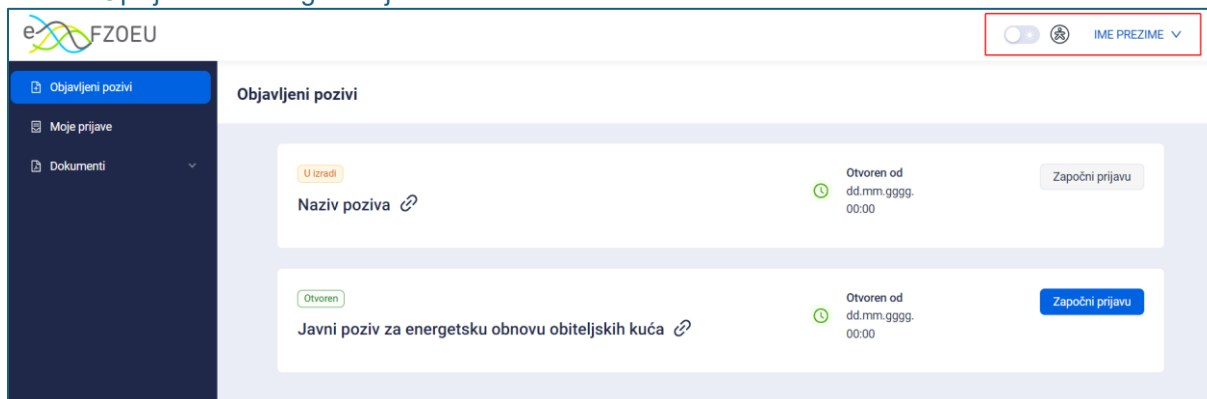 eFZOEU
IME PREZIME
Objavljeni pozivi
Moje prijave
Dokumenti
Objavljeni pozivi
U izradi
Naziv poziva
Otvoren od
dd.mm.gggg.
00:00
Započni prijavu
Otvoren
Javni poziv za energetsku obnovu obiteljskih kuća
Otvoren od
dd.mm.gggg.
00:00
Započni prijavu